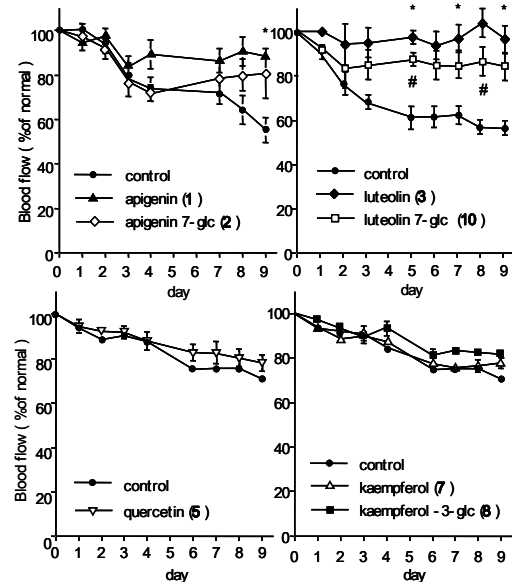 100
80
60
40
20
0
Blood flow ( %of normal )
*
control
apigenin (1 )
apigenin 7- glc (2 )
0 1 2 3 4 5 6 7 8 9
day
100
80
60
40
20
0
* * *
# #
control
luteolin (3 )
luteolin 7- glc (10 )
0 1 2 3 4 5 6 7 8 9
day
100
80
60
40
20
0
Blood flow ( %of normal )
control
quercetin (5 )
0 1 2 3 4 5 6 7 8 9
day
100
80
60
40
20
0
control
kaempferol (7 )
kaempferol - 3- glc (8 )
0 1 2 3 4 5 6 7 8 9
day